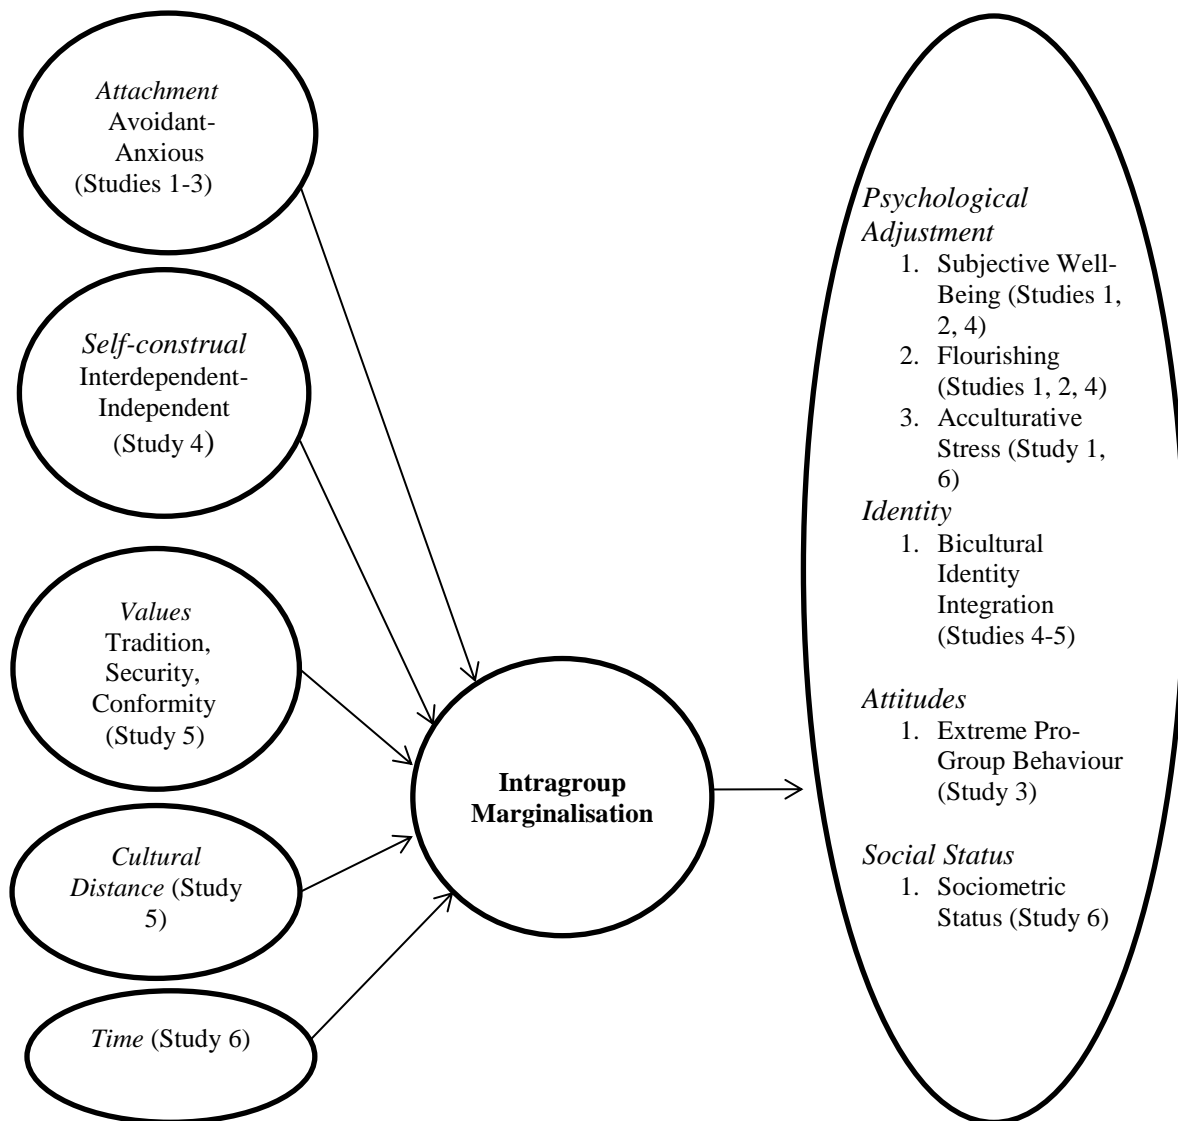 Attachment
Avoidant-
Anxious
(Studies 1-3)
Self-construal
Interdependent-
Independent
(Study 4)
Values
Tradition,
Security,
Conformity
(Study 5)
Cultural
Distance (Study
5)
Time (Study 6)
Intragroup
Marginalisation
Psychological
Adjustment
1. Subjective Well-
Being (Studies 1,
2, 4)
2. Flourishing
(Studies 1, 2, 4)
3. Acculturative
Stress (Study 1,
6)
Identity
1. Bicultural
Identity
Integration
(Studies 4-5)
Attitudes
1. Extreme Pro-
Group Behaviour
(Study 3)
Social Status
1. Sociometric
Status (Study 6)